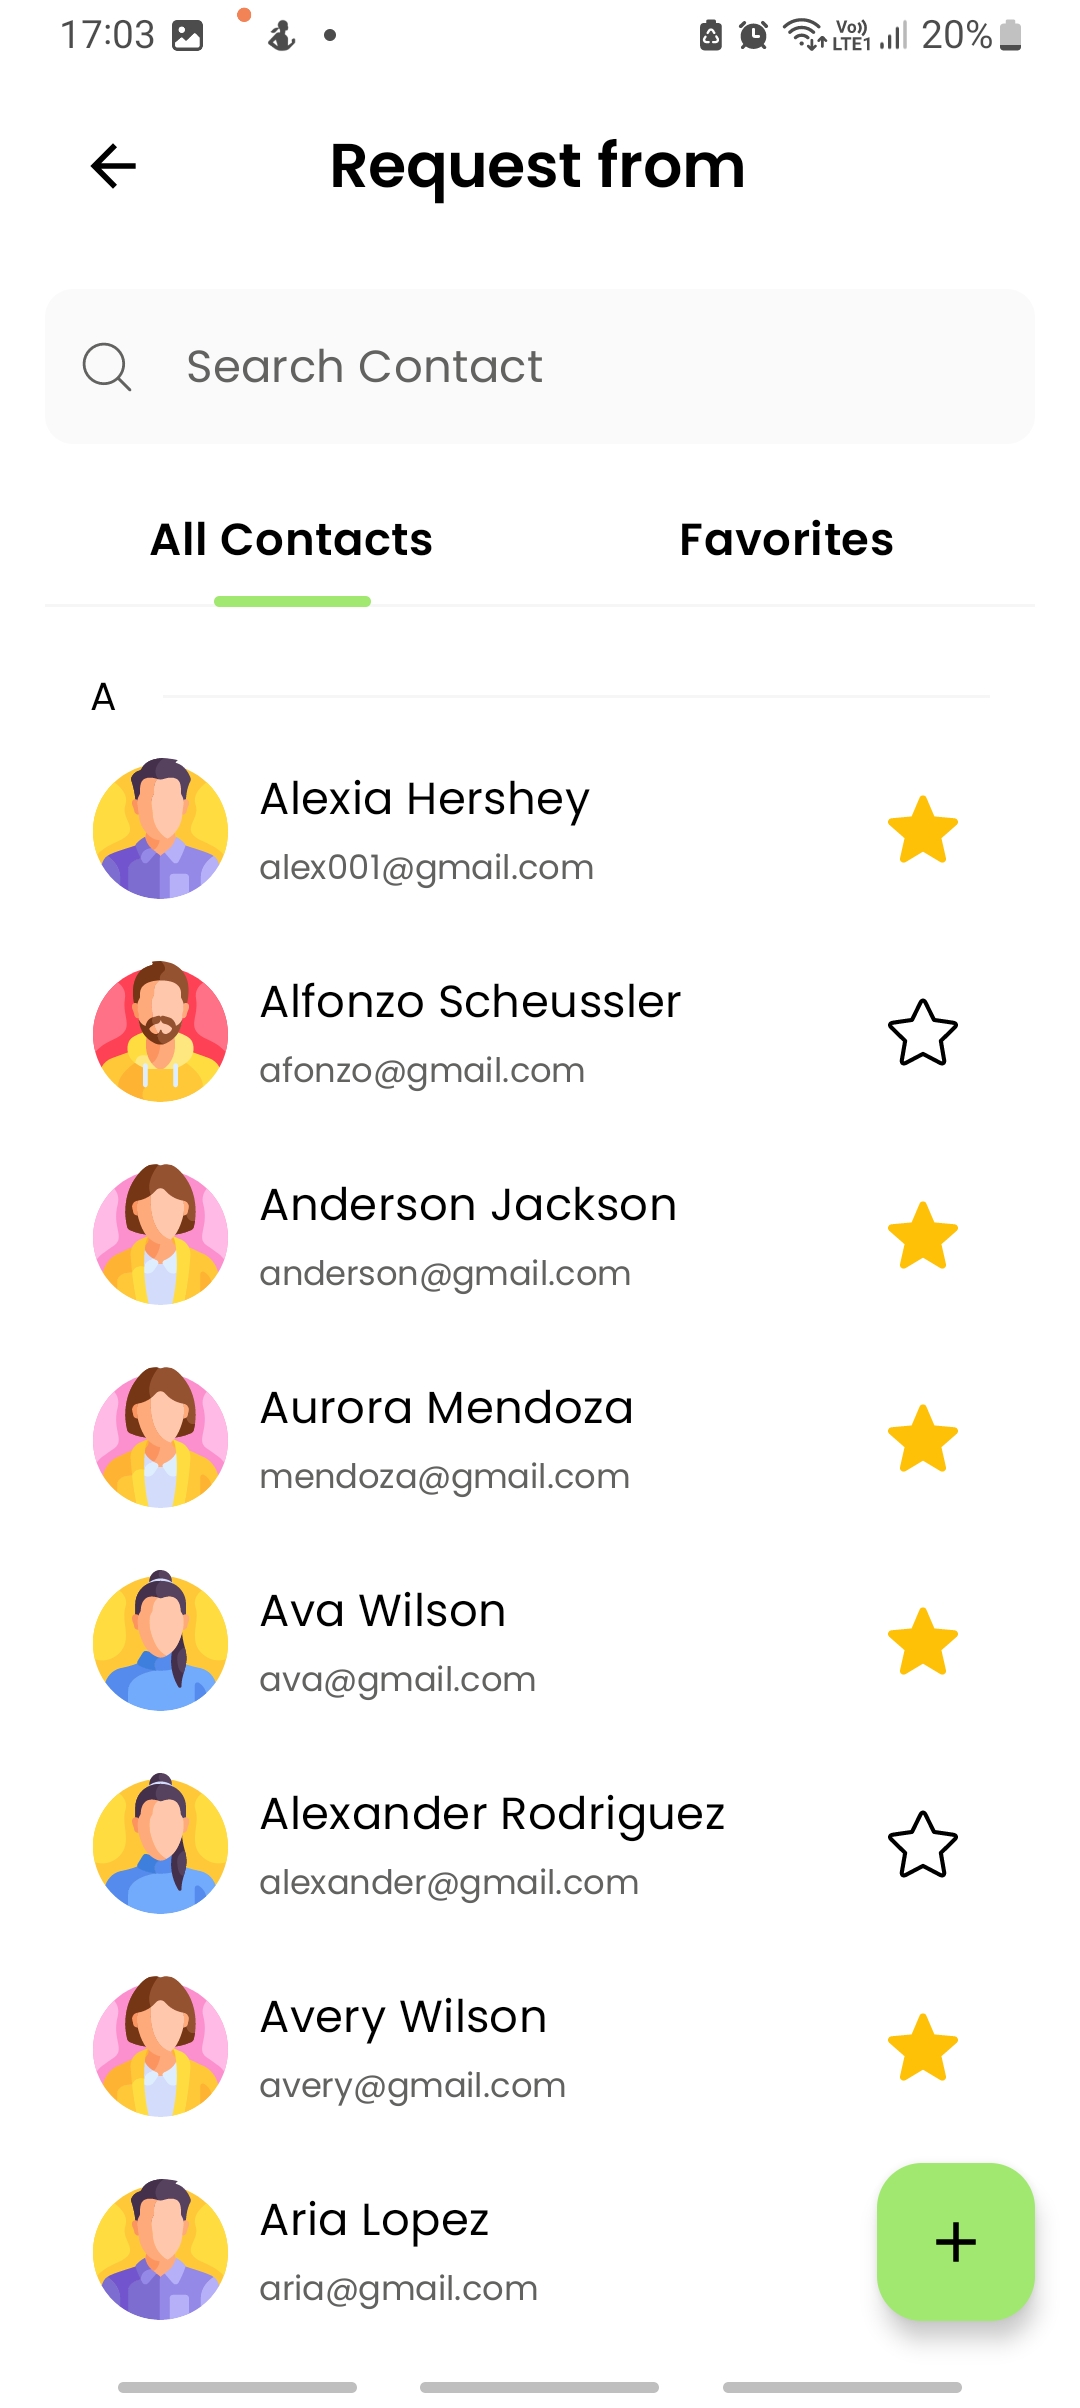 17:03
Vo)) LTE1
20%
Request from
Search Contact
All Contacts
Favorites
A
Alexia Hershey
alex001@gmail.com
Alfonzo Scheussler
afonzo@gmail.com
Anderson Jackson
anderson@gmail.com
Aurora Mendoza
mendoza@gmail.com
Ava Wilson
ava@gmail.com
Alexander Rodriguez
alexander@gmail.com
Avery Wilson
avery@gmail.com
Aria Lopez
aria@gmail.com